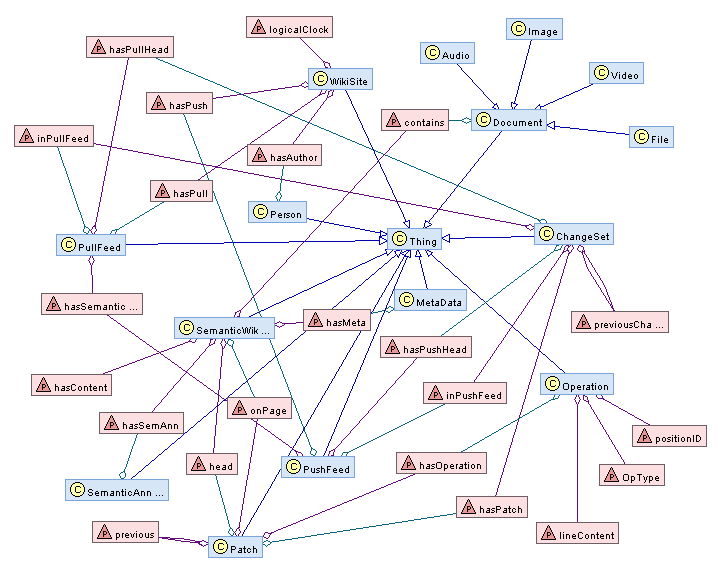 P logicalClock
C Image
P hasPullHead
C Audio
C WikiSite
C Video
P hasPush
P contains
C Document
P inPullFeed
C File
P hasAuthor
P hasPull
C Person
C PullFeed
C Thing
C ChangeSet
P hasSemantic ...
C MetaData
C SemanticWik ...
P hasMeta
P previousCha ...
P hasPushHead
P hasContent
C Operation
P inPushFeed
P onPage
P hasSemAnn
P positionID
P head
C PushFeed
P hasOperation
P OpType
C SemanticAnn ...
P hasPatch
P previous
P lineContent
C Patch